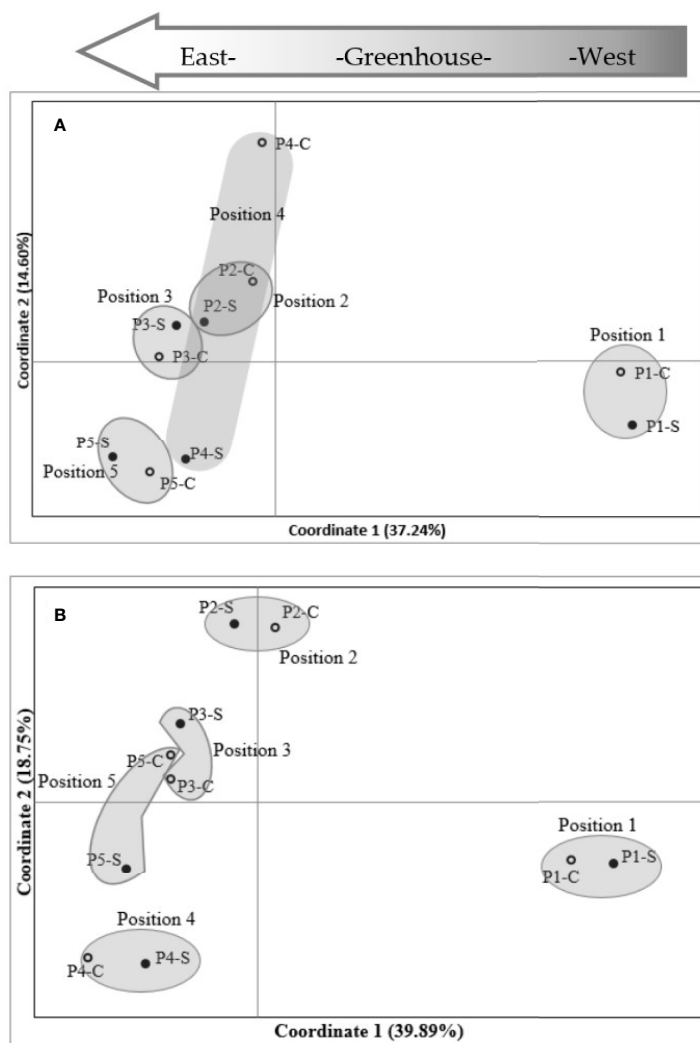 East- -Greenhouse- -West
A
P4-C
Position 4
P2-C
Position 3
P2-S
Position 2
P3-S
Position 1
P3-C
P1-C
P5-S
P4-S
P1-S
Position 5
P5-C
Coordinate 2 (14.60%)
Coordinate 1 (37.24%)
B
P2-S
P2-C
Position 2
P3-S
Position 3
P5-C
Position 5
P3-C
Position 1
P5-S
P1-S
P1-C
Position 4
P4-S
P4-C
Coordinate 2 (18.75%)
Coordinate 1 (39.89%)